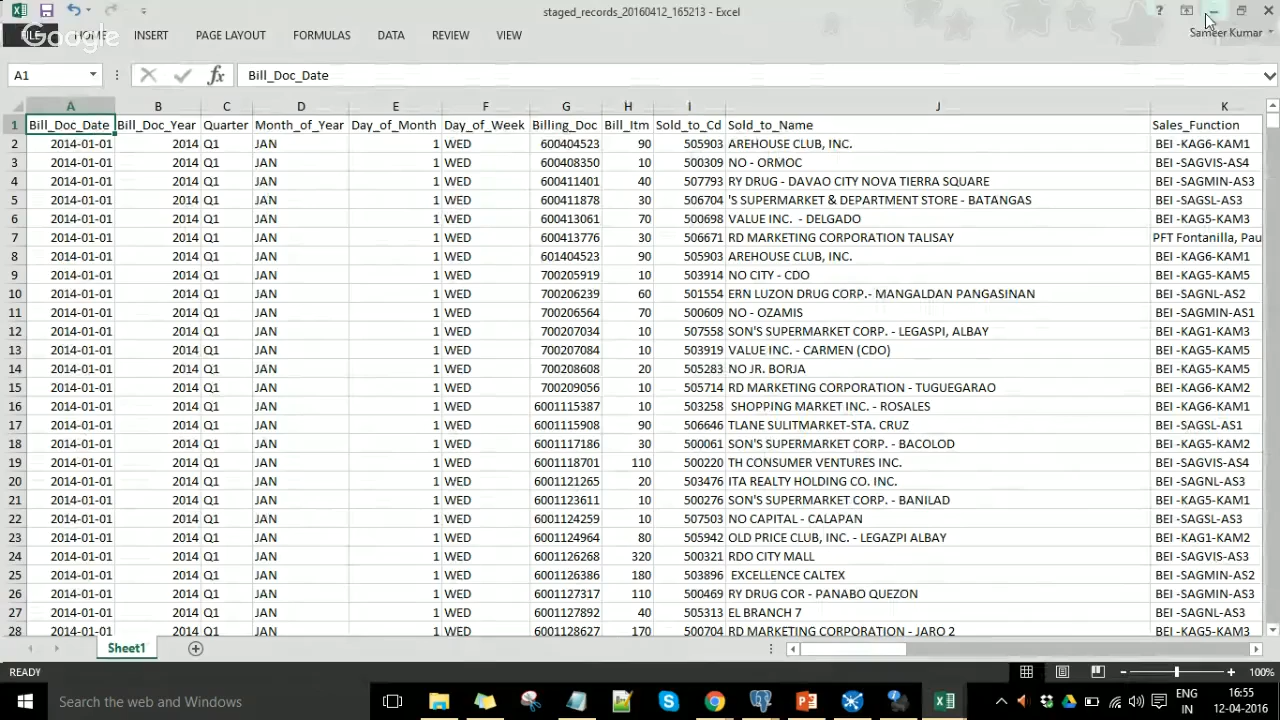 staged_records_20160412_165213 - Excel
Google
FILE HOME INSERT PAGE LAYOUT FORMULAS DATA REVIEW VIEW Sameer Kumar
A1 fx Bill_Doc_Date
A B C D E F G H I J K
1 Bill_Doc_Date Bill_Doc_Year Quarter Month_of_Year Day_of_Month Day_of_Week Billing_Doc Bill_Itm Sold_to_Cd Sold_to_Name Sales_Function
2 2014-01-01 2014 Q1 JAN 1 WED 600404523 90 505903 AREHOUSE CLUB, INC. BEI -KAG6-KAM1
3 2014-01-01 2014 Q1 JAN 1 WED 600408350 10 500309 NO - ORMOC BEI -SAGVIS-AS4
4 2014-01-01 2014 Q1 JAN 1 WED 600411401 40 507793 RY DRUG - DAVAO CITY NOVA TIERRA SQUARE BEI -SAGMIN-AS3
5 2014-01-01 2014 Q1 JAN 1 WED 600411878 30 506704 'S SUPERMARKET & DEPARTMENT STORE - BATANGAS BEI -SAGSL-AS3
6 2014-01-01 2014 Q1 JAN 1 WED 600413061 70 500698 VALUE INC. - DELGADO BEI -KAG5-KAM3
7 2014-01-01 2014 Q1 JAN 1 WED 600413776 30 506671 RD MARKETING CORPORATION TALISAY PFT Fontanilla, Pau
8 2014-01-01 2014 Q1 JAN 1 WED 601404523 90 505903 AREHOUSE CLUB, INC. BEI -KAG6-KAM1
9 2014-01-01 2014 Q1 JAN 1 WED 700205919 10 503914 NO CITY - CDO BEI -KAG5-KAM5
10 2014-01-01 2014 Q1 JAN 1 WED 700206239 60 501554 ERN LUZON DRUG CORP.- MANGALDAN PANGASINAN BEI -SAGNL-AS2
11 2014-01-01 2014 Q1 JAN 1 WED 700206564 70 500609 NO - OZAMIS BEI -SAGMIN-AS1
12 2014-01-01 2014 Q1 JAN 1 WED 700207034 10 507558 SON'S SUPERMARKET CORP. - LEGASPI, ALBAY BEI -KAG1-KAM3
13 2014-01-01 2014 Q1 JAN 1 WED 700207084 10 503919 VALUE INC. - CARMEN (CDO) BEI -KAG5-KAM5
14 2014-01-01 2014 Q1 JAN 1 WED 700208608 20 505283 NO JR. BORJA BEI -KAG5-KAM5
15 2014-01-01 2014 Q1 JAN 1 WED 700209056 10 505714 RD MARKETING CORPORATION - TUGUEGARAO BEI -KAG6-KAM2
16 2014-01-01 2014 Q1 JAN 1 WED 6001115387 10 503258 SHOPPING MARKET INC. - ROSALES BEI -KAG6-KAM1
17 2014-01-01 2014 Q1 JAN 1 WED 6001115908 90 506646 TLANE SULITMARKET-STA. CRUZ BEI -SAGSL-AS1
18 2014-01-01 2014 Q1 JAN 1 WED 6001117186 30 500061 SON'S SUPERMARKET CORP. - BACOLOD BEI -KAG5-KAM2
19 2014-01-01 2014 Q1 JAN 1 WED 6001118701 110 500220 TH CONSUMER VENTURES INC. BEI -SAGVIS-AS4
20 2014-01-01 2014 Q1 JAN 1 WED 6001121265 20 503476 ITA REALTY HOLDING CO. INC. BEI -SAGNL-AS3
21 2014-01-01 2014 Q1 JAN 1 WED 6001123611 10 500276 SON'S SUPERMARKET CORP. - BANILAD BEI -KAG5-KAM1
22 2014-01-01 2014 Q1 JAN 1 WED 6001124259 10 507503 NO CAPITAL - CALAPAN BEI -SAGSL-AS3
23 2014-01-01 2014 Q1 JAN 1 WED 6001124964 80 505942 OLD PRICE CLUB, INC. - LEGAZPI ALBAY BEI -KAG1-KAM2
24 2014-01-01 2014 Q1 JAN 1 WED 6001126268 320 500321 RDO CITY MALL BEI -SAGVIS-AS3
25 2014-01-01 2014 Q1 JAN 1 WED 6001126386 180 503896 EXCELLENCE CALTEX BEI -SAGMIN-AS2
26 2014-01-01 2014 Q1 JAN 1 WED 6001127317 110 500469 RY DRUG COR - PANABO QUEZON BEI -SAGMIN-AS3
27 2014-01-01 2014 Q1 JAN 1 WED 6001127892 40 505313 EL BRANCH 7 BEI -SAGNL-AS3
28 2014-01-01 2014 Q1 JAN 1 WED 6001128627 170 500704 RD MARKETING CORPORATION - JARO 2 BEI -KAG5-KAM3
Sheet1
READY 100%
Search the web and Windows ENG 16:55
IN 12-04-2016